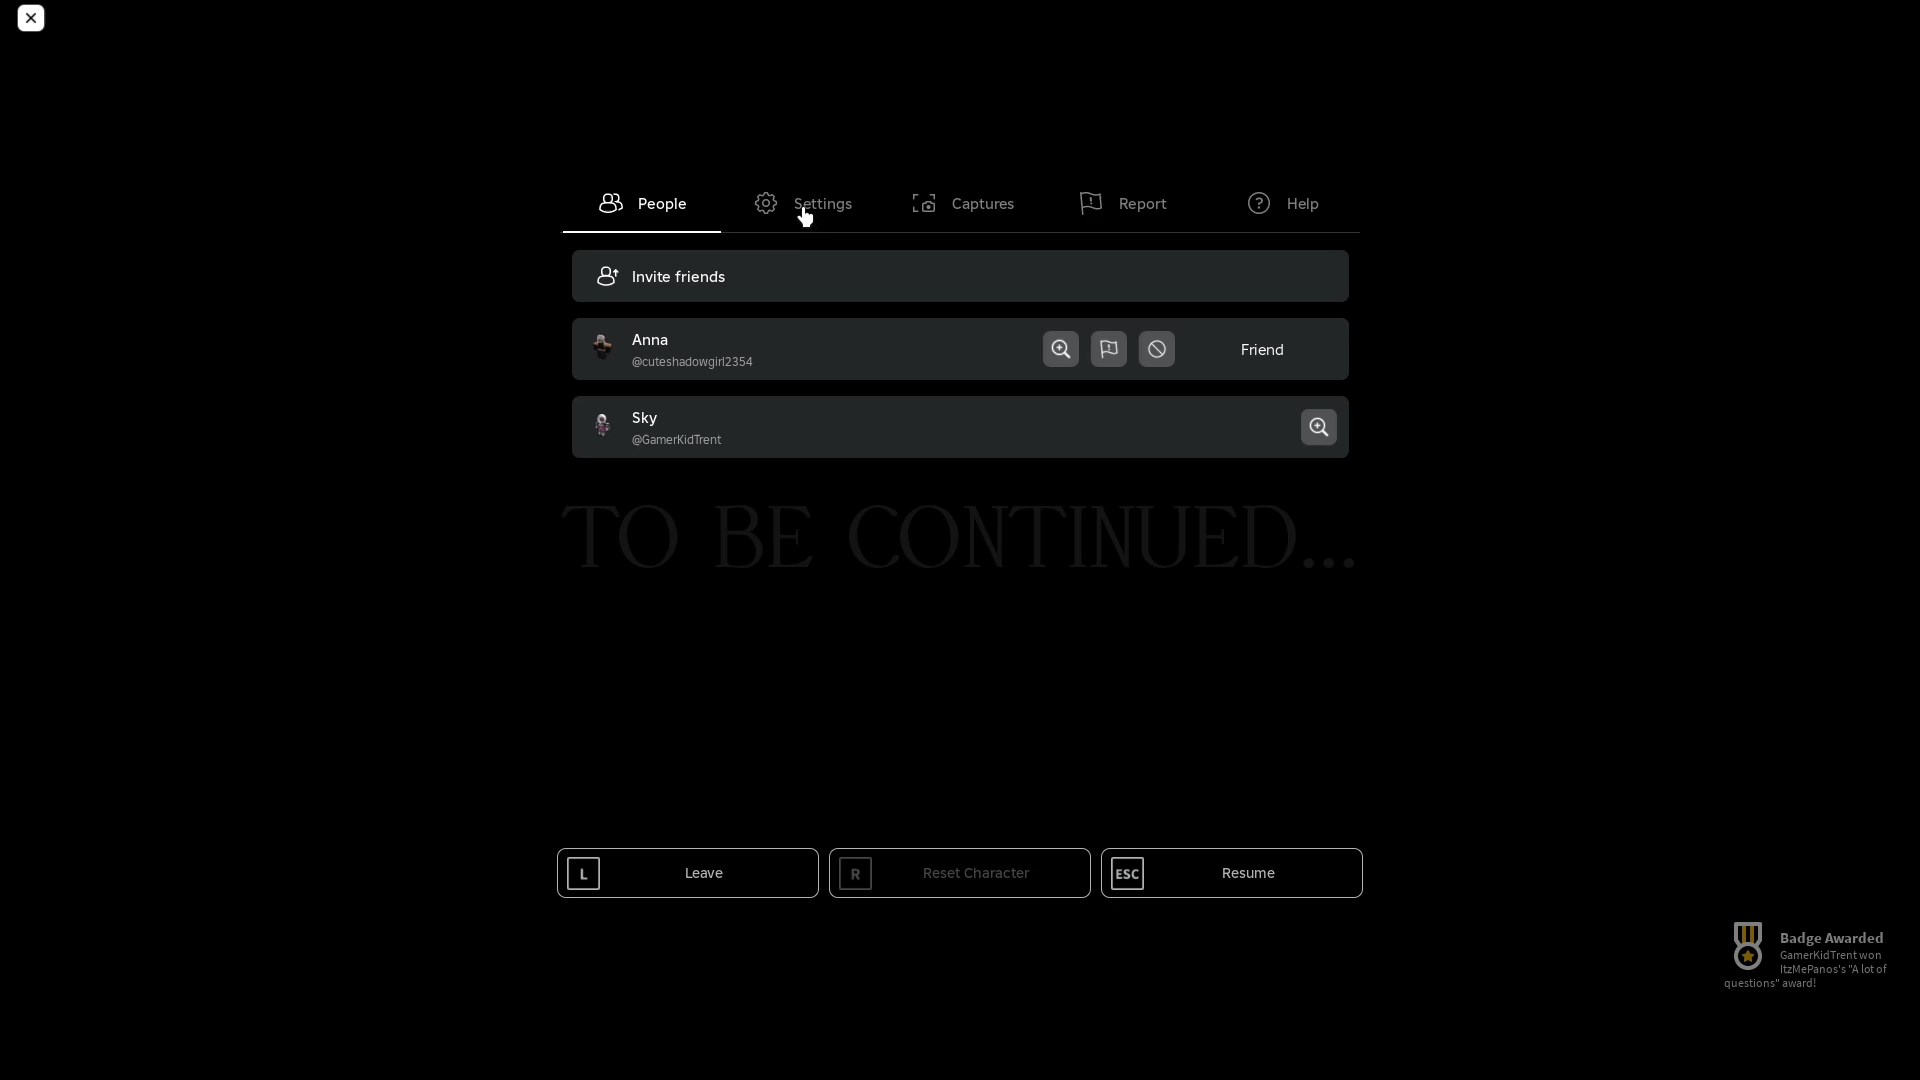 People
Settings
Captures
Report
Help
Invite friends
Anna
@cuteshadowgirl2354
Friend
Sky
@GamerKidTrent
TO BE CONTINUED...
L
Leave
R
Reset Character
ESC
Resume
Badge Awarded
GamerKidTrent won
ItzMePanos's "A lot of
questions" award!